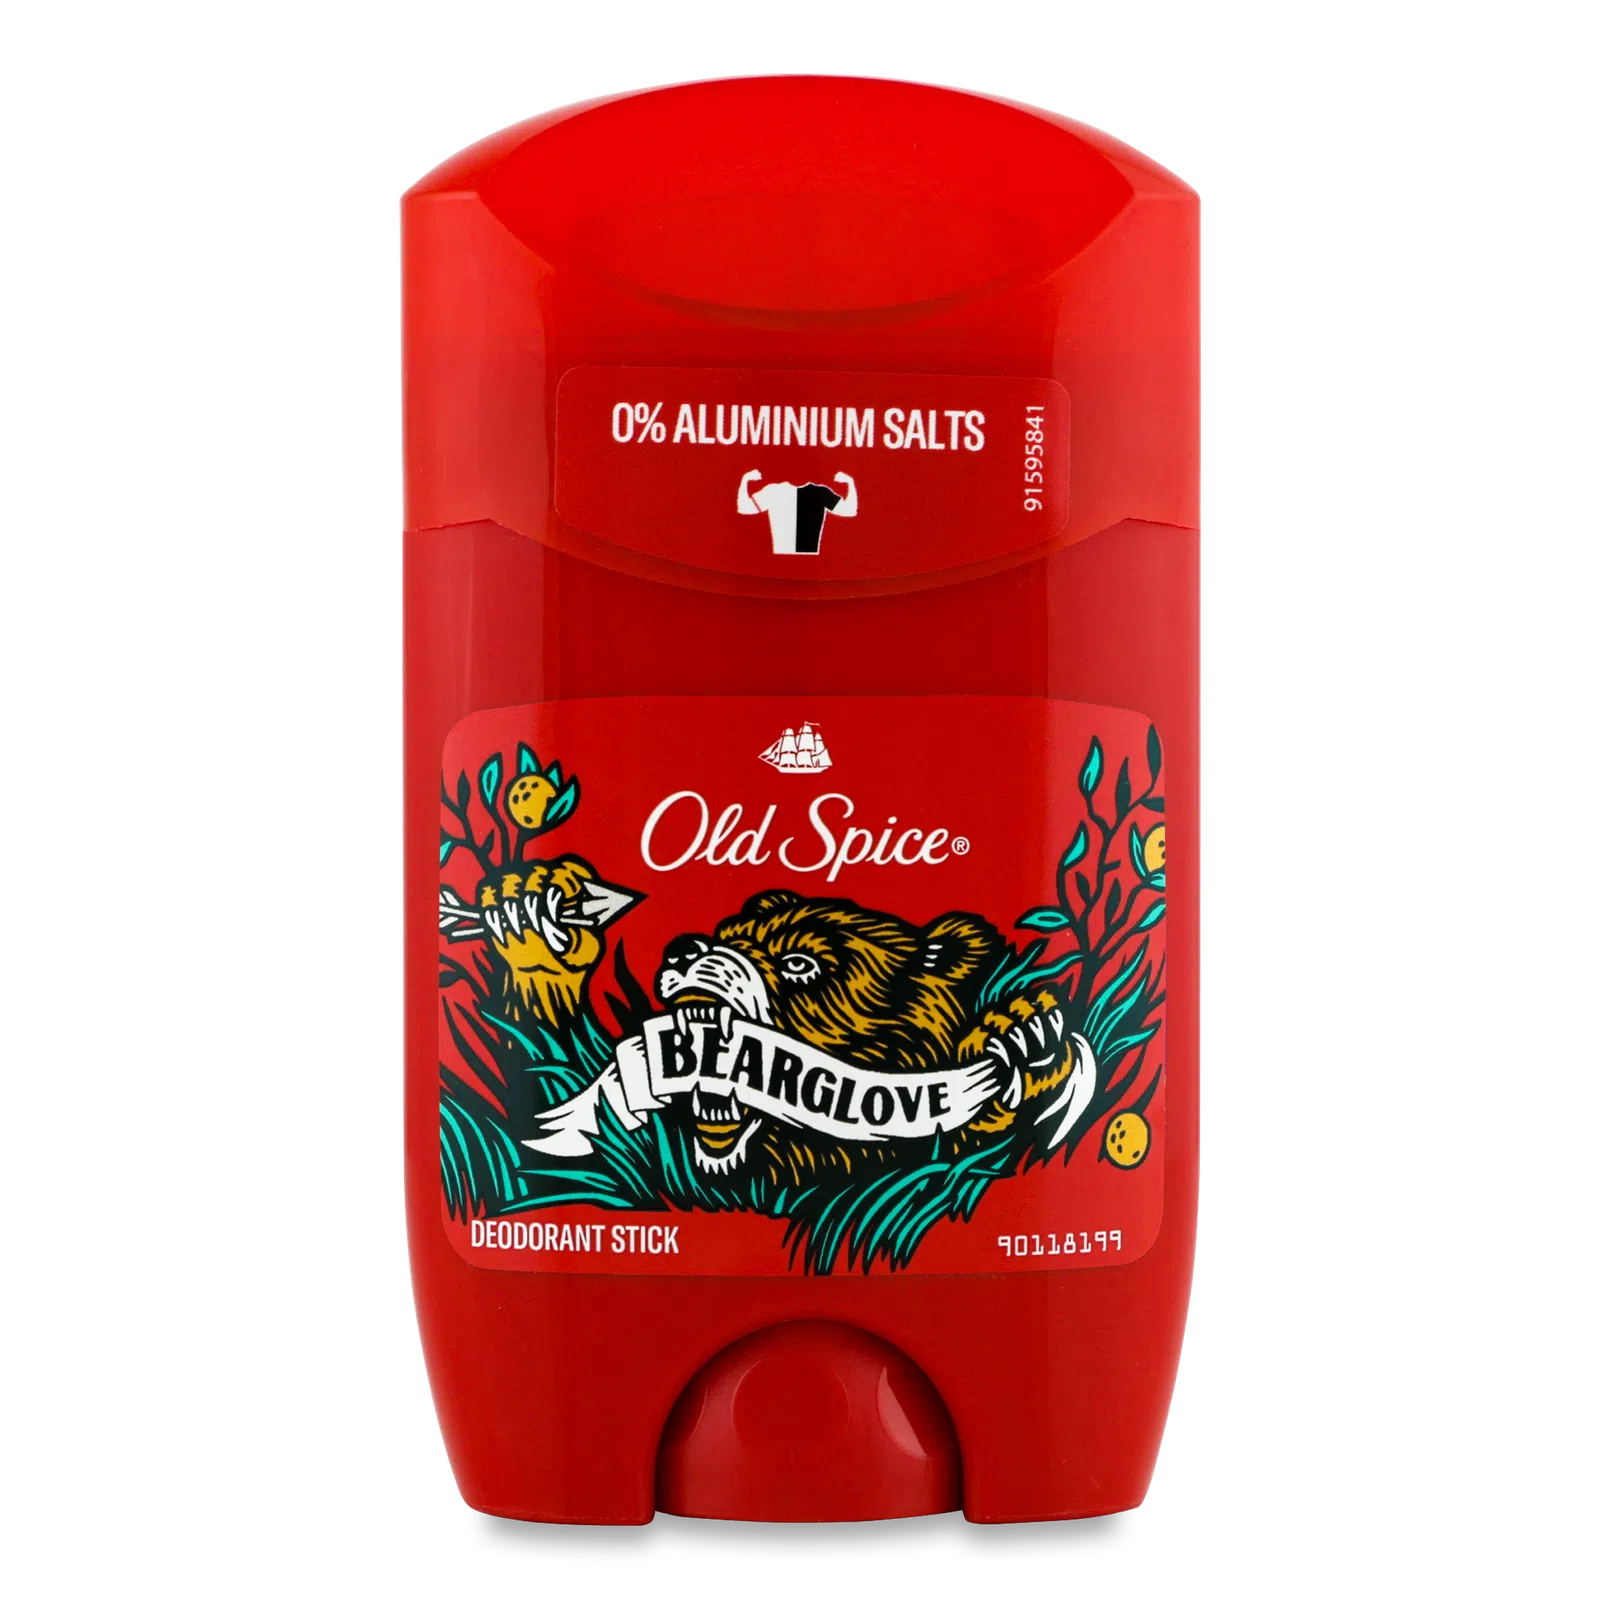 0% ALUMINIUM SALTS
91595841
Old Spice®
BEARGLOVE
DEODORANT STICK
90118199